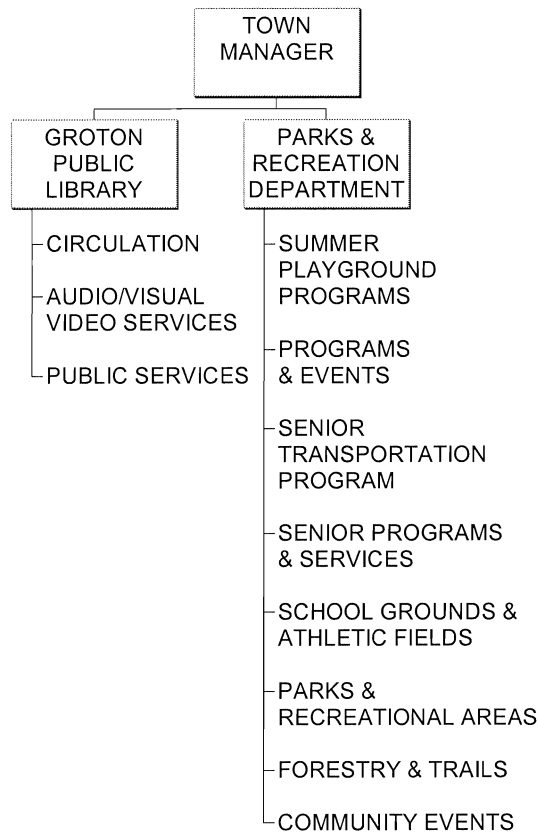 TOWN
MANAGER
GROTON
PUBLIC
LIBRARY
CIRCULATION
AUDIO/VISUAL
VIDEO SERVICES
PUBLIC SERVICES
PARKS &
RECREATION
DEPARTMENT
SUMMER
PLAYGROUND
PROGRAMS
PROGRAMS
& EVENTS
SENIOR
TRANSPORTATION
PROGRAM
SENIOR PROGRAMS
& SERVICES
SCHOOL GROUNDS &
ATHLETIC FIELDS
PARKS &
RECREATIONAL AREAS
FORESTRY & TRAILS
COMMUNITY EVENTS